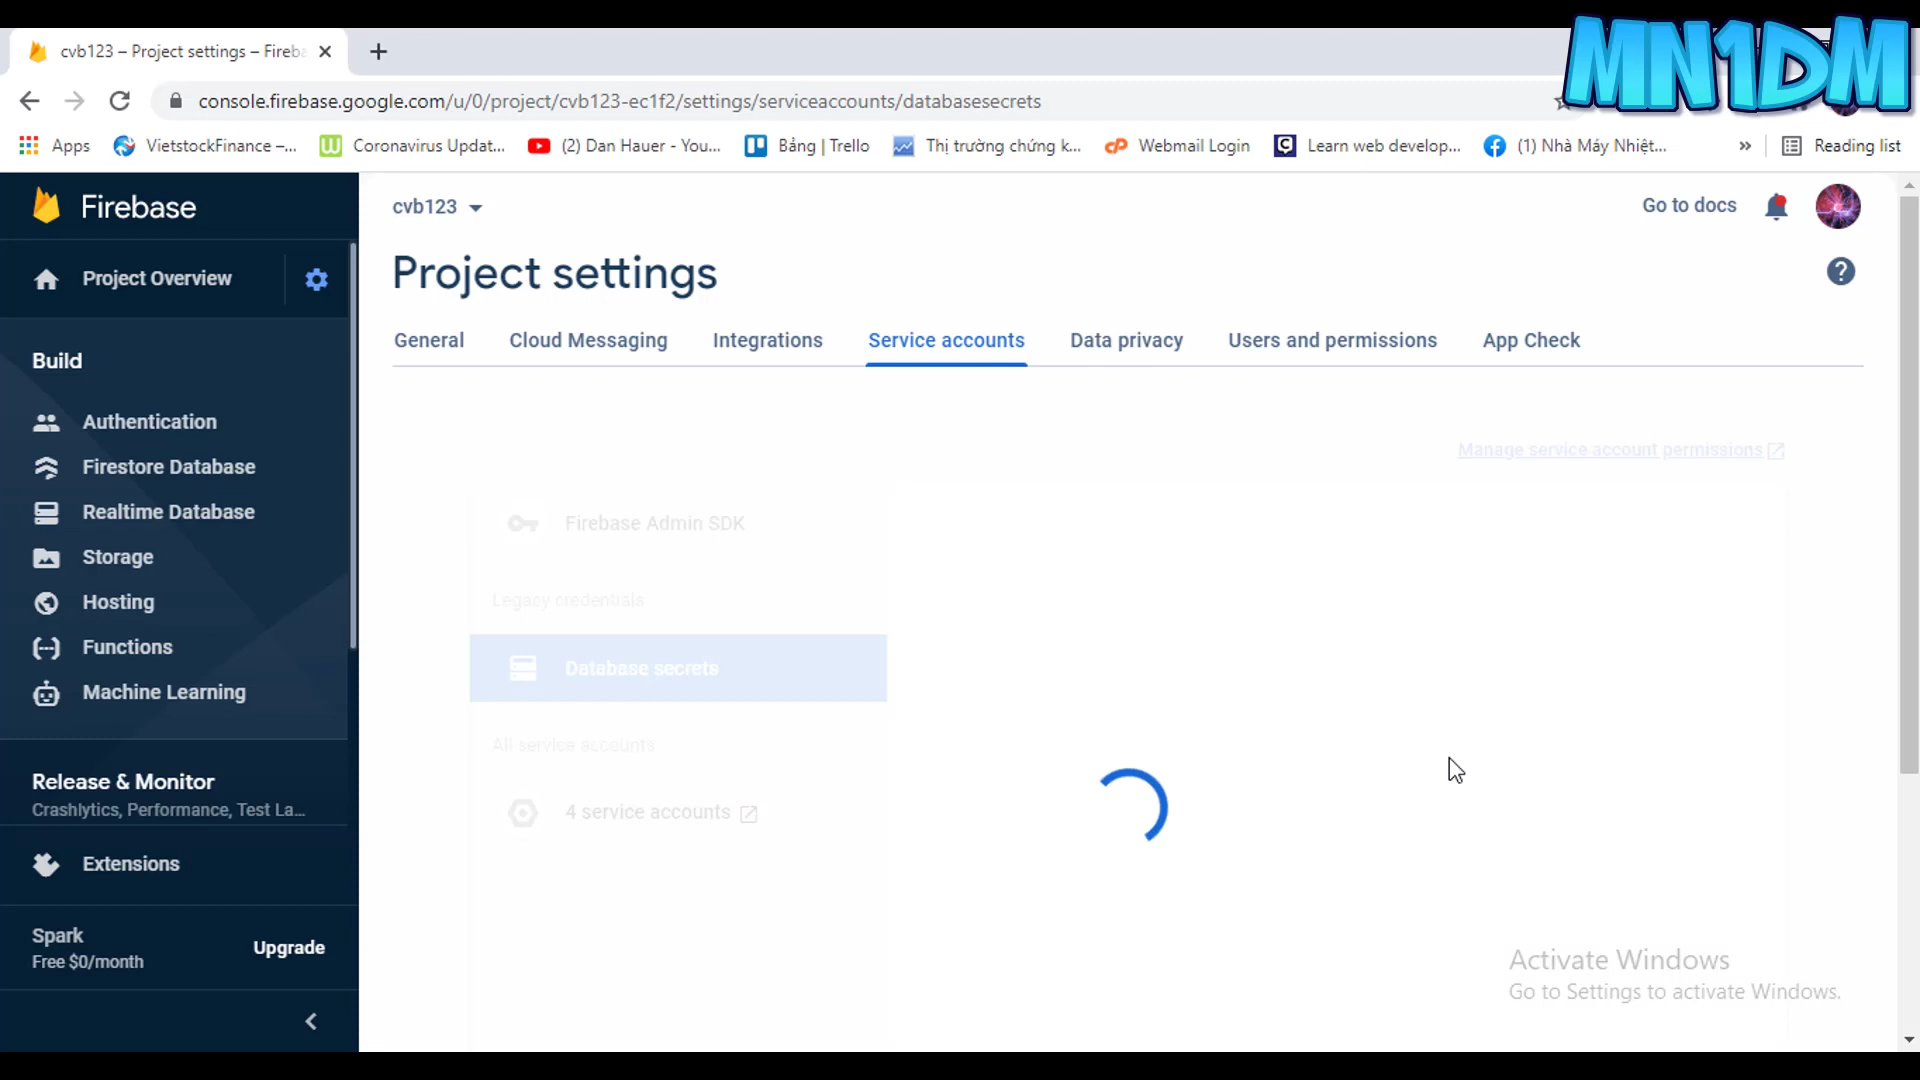 MN1DM
cvb123 – Project settings – Fireba
console.firebase.google.com/u/0/project/cvb123-ec1f2/settings/serviceaccounts/databasesecrets
Apps
VietstockFinance –...
Coronavirus Updat...
(2) Dan Hauer - You...
Bảng | Trello
Thị trường chứng k...
Webmail Login
Learn web develop...
(1) Nhà Máy Nhiệt...
»
Reading list
Firebase
cvb123
Go to docs
Project Overview
Project settings
General
Cloud Messaging
Integrations
Service accounts
Data privacy
Users and permissions
App Check
Build
Authentication
Firestore Database
Realtime Database
Storage
Hosting
Functions
Machine Learning
Release & Monitor
Crashlytics, Performance, Test La...
Extensions
Spark
Free $0/month
Upgrade
Manage service account permissions
Firebase Admin SDK
Legacy credentials
Database secrets
All service accounts
4 service accounts
Activate Windows
Go to Settings to activate Windows.